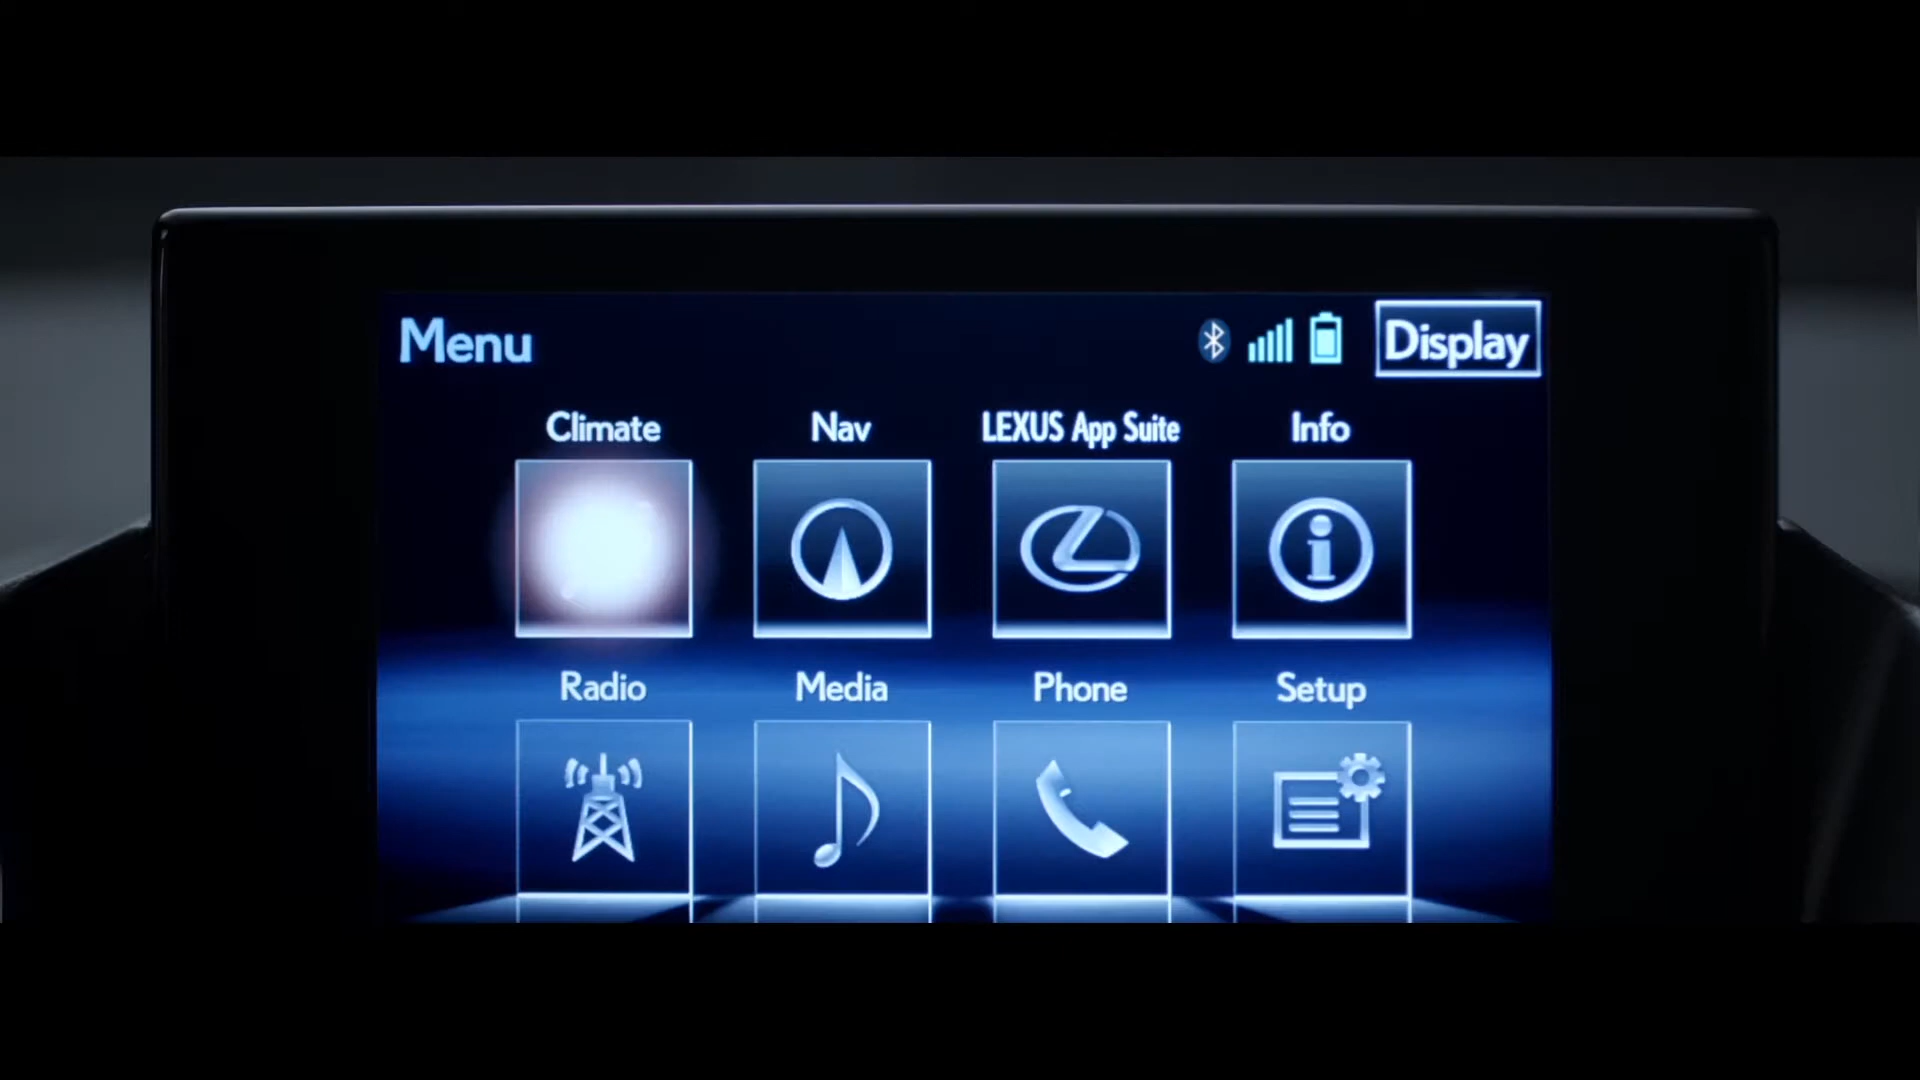 Menu
Display
Climate
Nav
LEXUS App Suite
Info
Radio
Media
Phone
Setup